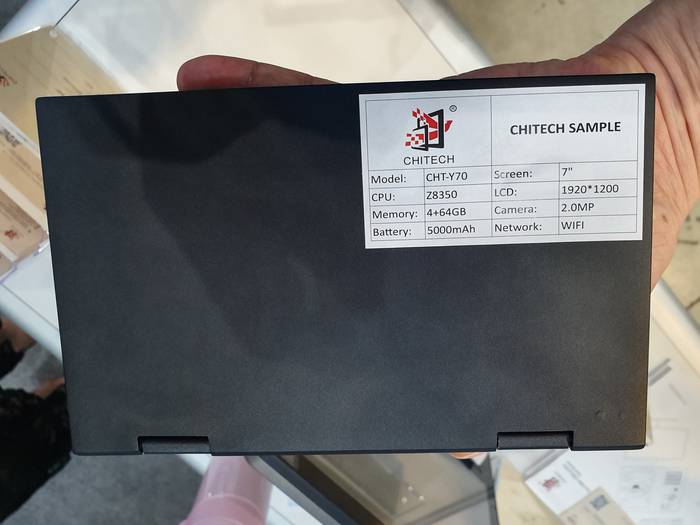 ®
CHITECH
CHITECH SAMPLE
Model: CHT-Y70 Screen: 7"
CPU: Z8350 LCD: 1920*1200
Memory: 4+64GB Camera: 2.0MP
Battery: 5000mAh Network: WIFI